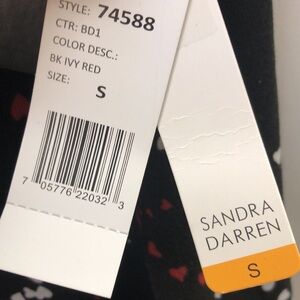 STYLE: 74588
CTR: BD1
COLOR DESC.:
BK IVY RED
SIZE:
S
7 05776 22032 3
SANDRA
DARREN
S